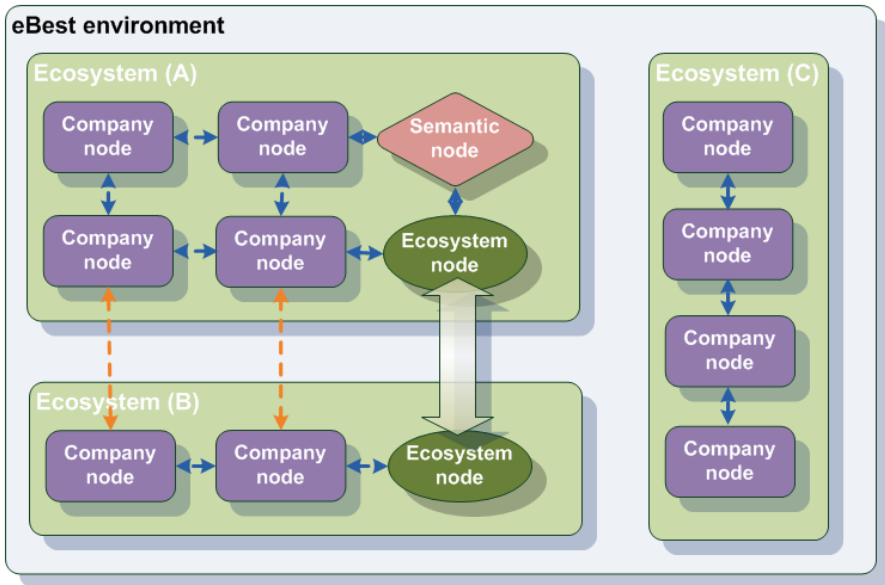 eBest environment
Ecosystem (A)
Company
node
Company
node
Semantic
node
Company
node
Company
node
Ecosystem
node
Ecosystem (B)
Company
node
Company
node
Ecosystem
node
Ecosystem (C)
Company
node
Company
node
Company
node
Company
node